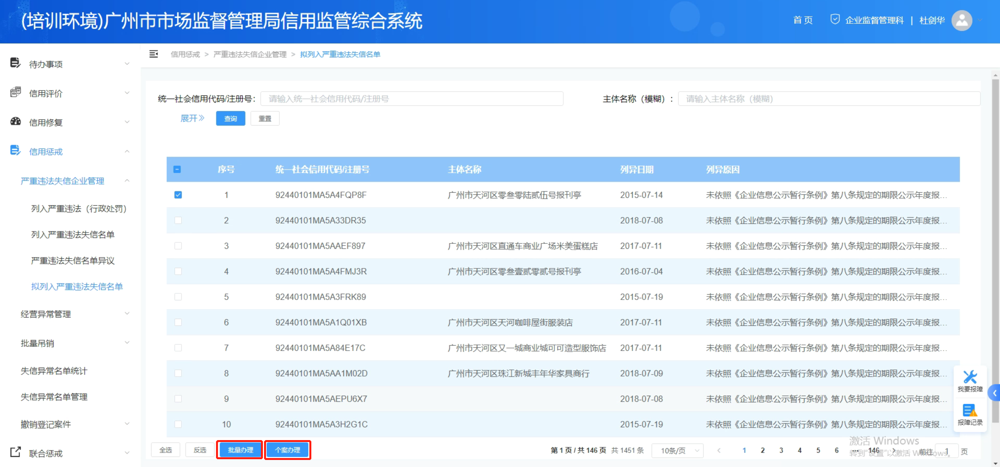 (培训环境)广州市市场监督管理局信用监管综合系统
首 页 企业监督管理科 | 杜剑华
待办事项
信用评价
信用修复
信用惩戒
严重违法失信企业管理
列入严重违法（行政处罚）
列入严重违法失信名单
严重违法失信名单异议
拟列入严重违法失信名单
经营异常管理
批量吊销
失信异常名单统计
失信异常名单管理
撤销登记案件
联合惩戒
信用惩戒 > 严重违法失信企业管理 > 拟列入严重违法失信名单
统一社会信用代码/注册号： 请输入统一社会信用代码/注册号 主体名称（模糊）： 请输入主体名称（模糊）
展开 查询 重置
序号 统一社会信用代码/注册号 主体名称 列异日期 列异原因
1 92440101MA5A4FQP8F 广州市天河区零叁零陆贰伍号报刊亭 2015-07-14 未依照《企业信息公示暂行条例》第八条规定的期限公示年度报...
2 92440101MA5A33DR35 2018-07-08 未依照《企业信息公示暂行条例》第八条规定的期限公示年度报...
3 92440101MA5AAEF897 广州市天河区直通车商业广场米美蛋糕店 2017-07-11 未依照《企业信息公示暂行条例》第八条规定的期限公示年度报...
4 92440101MA5A4FMJ3R 广州市天河区零叁壹贰零贰号报刊亭 2016-07-04 未依照《企业信息公示暂行条例》第八条规定的期限公示年度报...
5 92440101MA5A3FRK89 2015-07-19 未依照《企业信息公示暂行条例》第八条规定的期限公示年度报...
6 92440101MA5A1Q01XB 广州市天河区天河咖啡屋街服装店 2017-07-11 未依照《企业信息公示暂行条例》第八条规定的期限公示年度报...
7 92440101MA5A84E17C 广州市天河区又一城商业城可可造型服饰店 2017-07-11 未依照《企业信息公示暂行条例》第八条规定的期限公示年度报...
8 92440101MA5AA1M02D 广州市天河区珠江新城丰年华家具商行 2018-07-09 未依照《企业信息公示暂行条例》第八条规定的期限公示年度报...
9 92440101MA5AEPU6X7 2018-07-08 未依照《企业信息公示暂行条例》第八条规定的期限公示年度报...
10 92440101MA5A3H2G1C 2015-07-19 未依照《企业信息公示暂行条例》第八条规定的期限公示年度报...
我要报障
报障记录
全选 反选 批量办理 个案办理 第 1 页 / 共 146 页 共 1451 条 10条/页 1 2 3 4 5 6 ... 146 前往 1 页
激活 Windows
转到"设置"以激活 Windows。